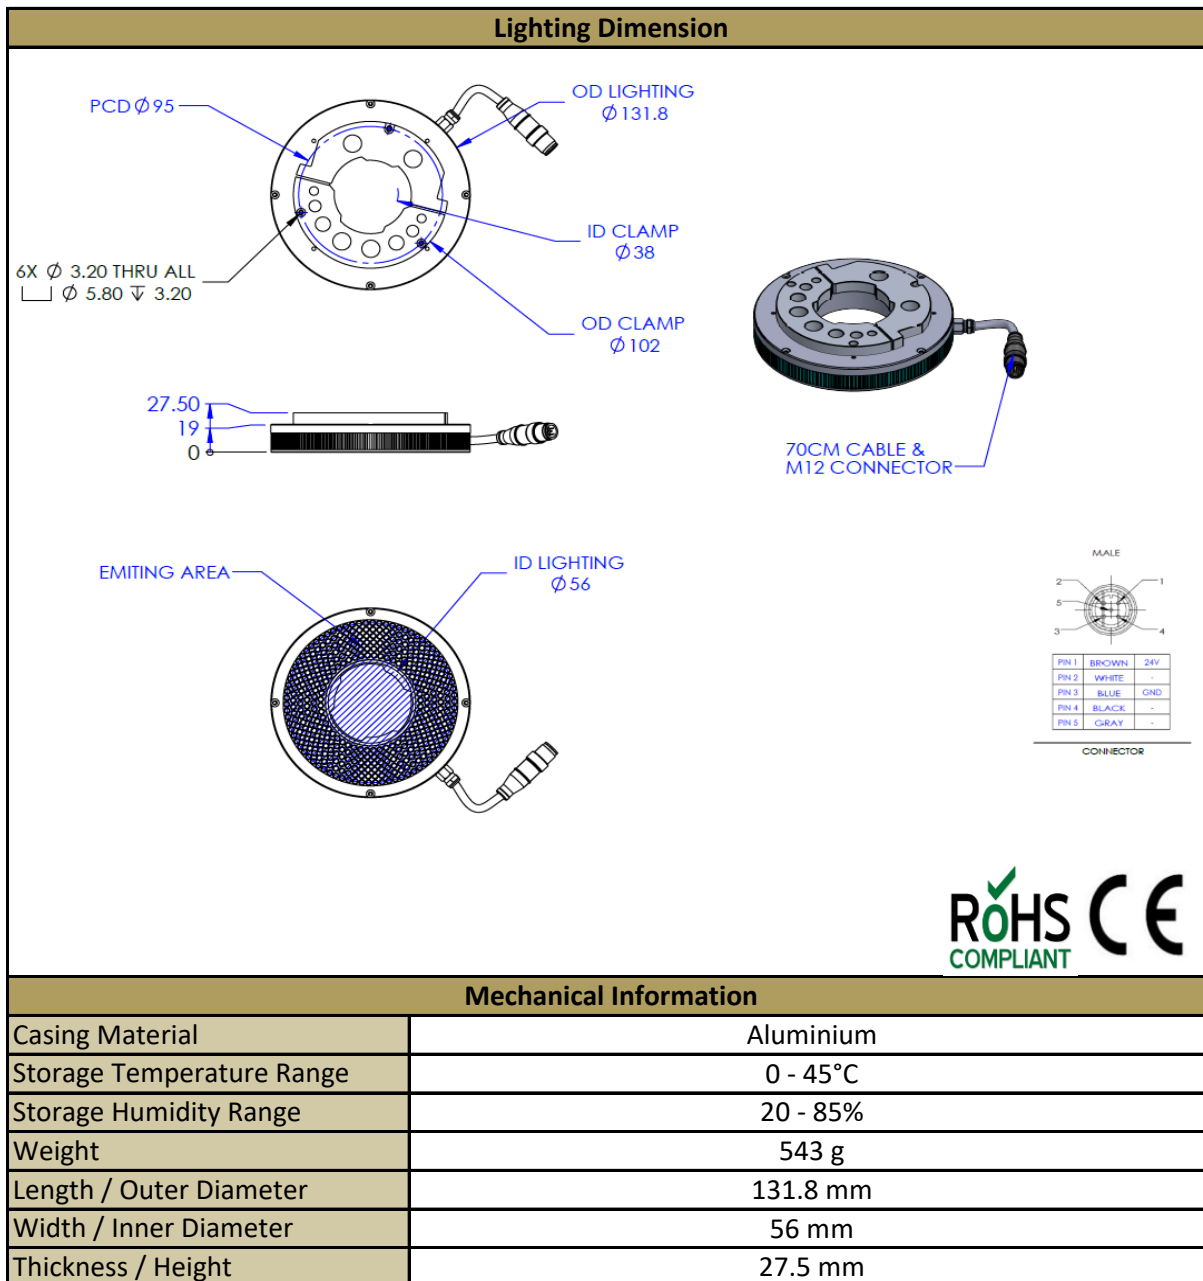 Lighting Dimension
PCD Ø 95
OD LIGHTING
Ø 131.8
ID CLAMP
Ø 38
6X Ø 3.20 THRU ALL
⌴ Ø 5.80 ↧ 3.20
OD CLAMP
Ø 102
27.50
19
0
70CM CABLE &
M12 CONNECTOR
EMITING AREA
ID LIGHTING
Ø 56
MALE
2 1
5
3 4
PIN 1 BROWN 24V
PIN 2 WHITE -
PIN 3 BLUE GND
PIN 4 BLACK -
PIN 5 GRAY -
CONNECTOR
RoHS CE
COMPLIANT
Mechanical Information
Casing Material Aluminium
Storage Temperature Range 0 - 45°C
Storage Humidity Range 20 - 85%
Weight 543 g
Length / Outer Diameter 131.8 mm
Width / Inner Diameter 56 mm
Thickness / Height 27.5 mm